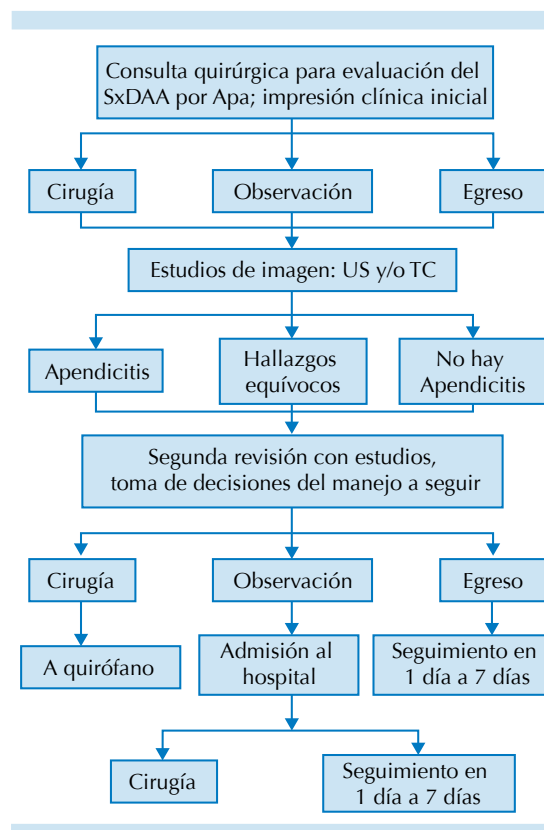 Consulta quirúrgica para evaluación del
SxDAA por Apa; impresión clínica inicial
Cirugía
Observación
Egreso
Estudios de imagen: US y/o TC
Apendicitis
Hallazgos
equívocos
No hay
Apendicitis
Segunda revisión con estudios,
toma de decisiones del manejo a seguir
Cirugía
Observación
Egreso
A quirófano
Admisión al
hospital
Seguimiento en
1 día a 7 días
Cirugía
Seguimiento en
1 día a 7 días